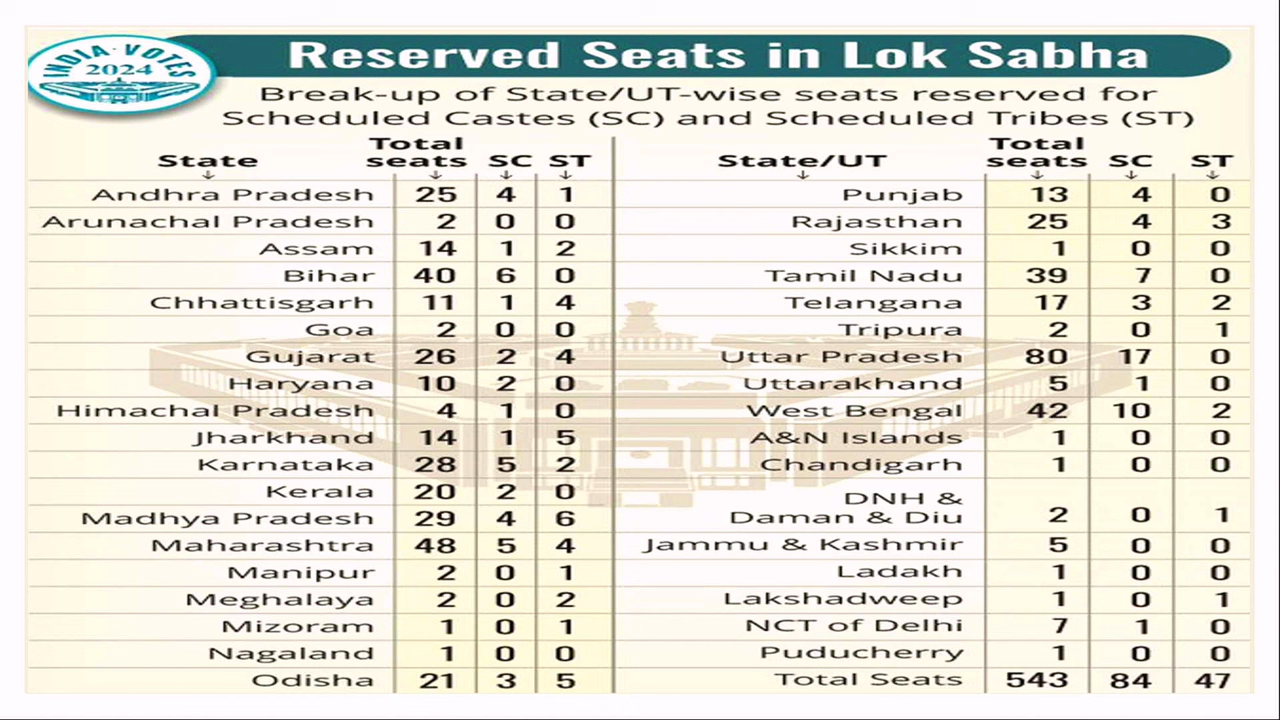 INDIA · VOTES
2024
Reserved Seats in Lok Sabha
Break-up of State/UT-wise seats reserved for
Scheduled Castes (SC) and Scheduled Tribes (ST)
State Total seats SC ST
Andhra Pradesh 25 4 1
Arunachal Pradesh 2 0 0
Assam 14 1 2
Bihar 40 6 0
Chhattisgarh 11 1 4
Goa 2 0 0
Gujarat 26 2 4
Haryana 10 2 0
Himachal Pradesh 4 1 0
Jharkhand 14 1 5
Karnataka 28 5 2
Kerala 20 2 0
Madhya Pradesh 29 4 6
Maharashtra 48 5 4
Manipur 2 0 1
Meghalaya 2 0 2
Mizoram 1 0 1
Nagaland 1 0 0
Odisha 21 3 5
State/UT Total seats SC ST
Punjab 13 4 0
Rajasthan 25 4 3
Sikkim 1 0 0
Tamil Nadu 39 7 0
Telangana 17 3 2
Tripura 2 0 1
Uttar Pradesh 80 17 0
Uttarakhand 5 1 0
West Bengal 42 10 2
A&N Islands 1 0 0
Chandigarh 1 0 0
DNH &
Daman & Diu 2 0 1
Jammu & Kashmir 5 0 0
Ladakh 1 0 0
Lakshadweep 1 0 1
NCT of Delhi 7 1 0
Puducherry 1 0 0
Total Seats 543 84 47